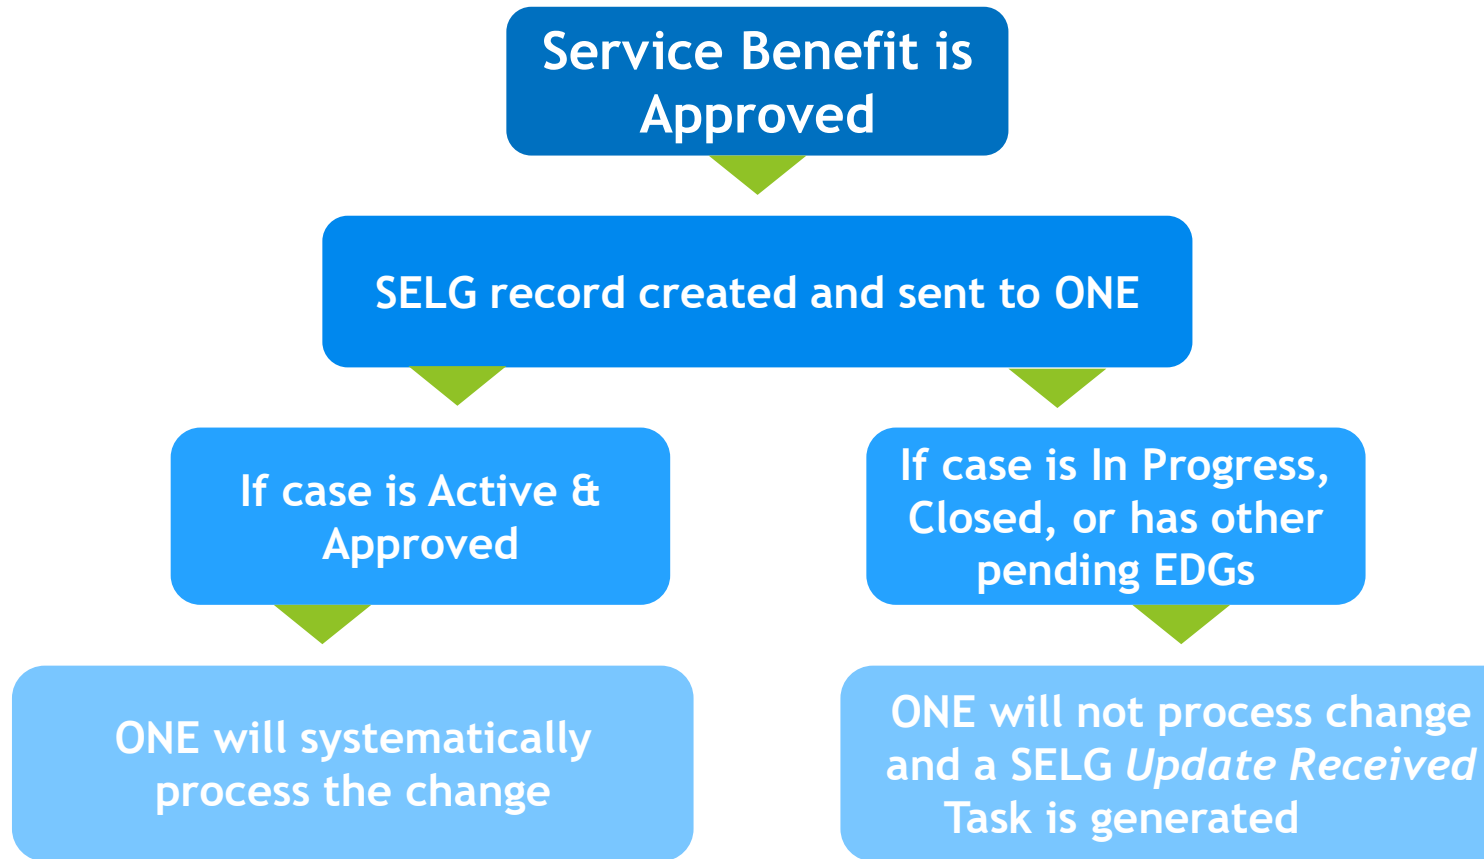 Service Benefit is
Approved
SELG record created and sent to ONE
If case is Active &
Approved
If case is In Progress,
Closed, or has other
pending EDGs
ONE will systematically
process the change
ONE will not process change
and a SELG Update Received
Task is generated